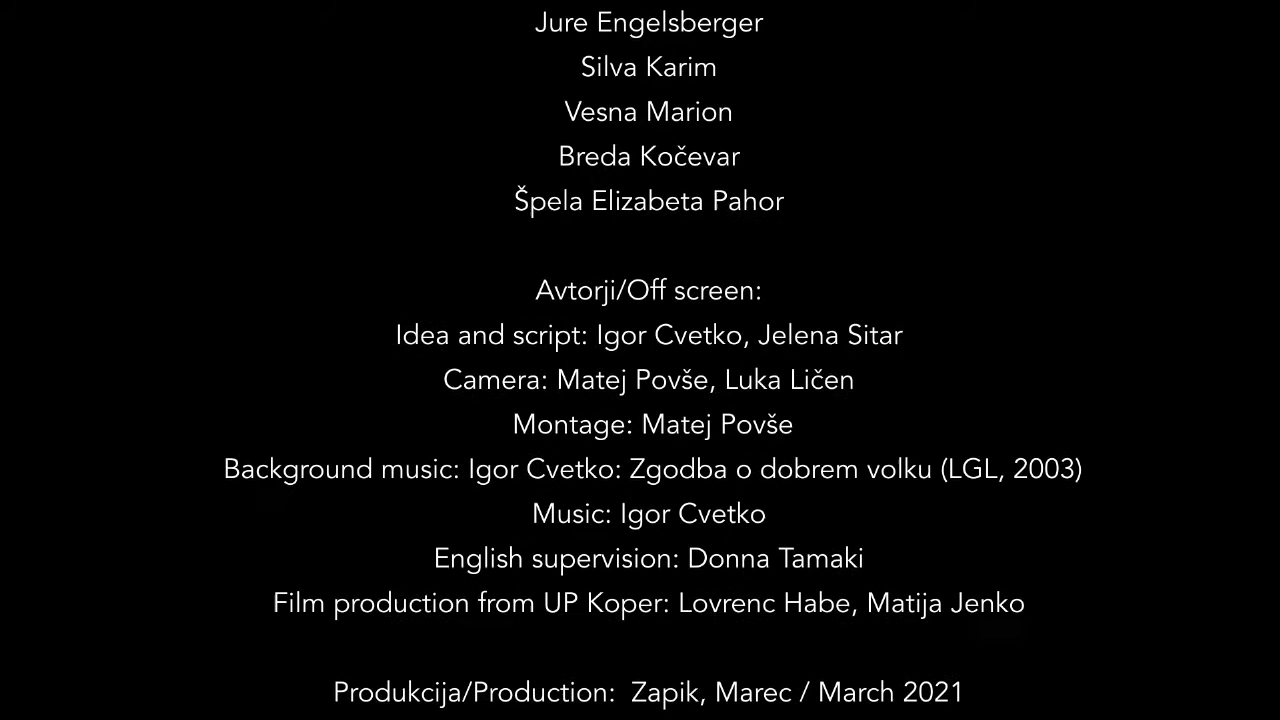 Jure Engelsberger
Silva Karim
Vesna Marion
Breda Kočevar
Špela Elizabeta Pahor
Avtorji/Off screen:
Idea and script: Igor Cvetko, Jelena Sitar
Camera: Matej Povše, Luka Ličen
Montage: Matej Povše
Background music: Igor Cvetko: Zgodba o dobrem volku (LGL, 2003)
Music: Igor Cvetko
English supervision: Donna Tamaki
Film production from UP Koper: Lovrenc Habe, Matija Jenko
Produkcija/Production:  Zapik, Marec / March 2021